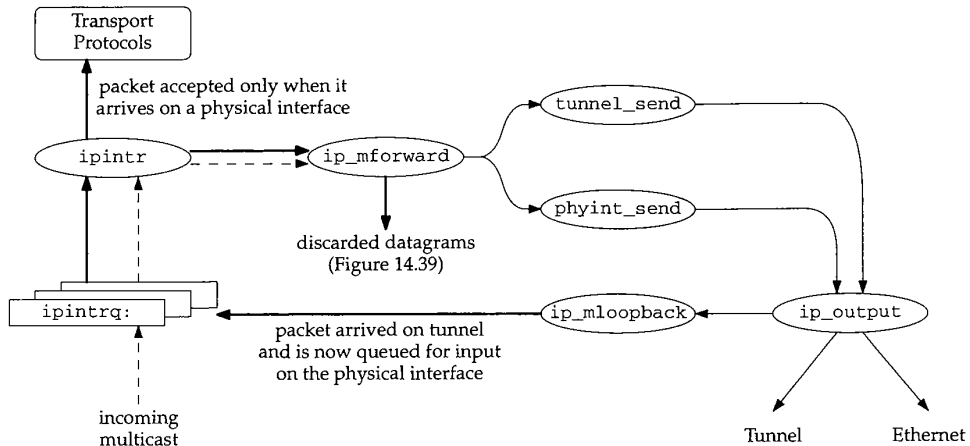 Transport
Protocols
packet accepted only when it
arrives on a physical interface
tunnel_send
ipintr
ip_mforward
phyint_send
discarded datagrams
(Figure 14.39)
ipintrq:
ip_mloopback
ip_output
packet arrived on tunnel
and is now queued for input
on the physical interface
incoming
multicast
Tunnel
Ethernet